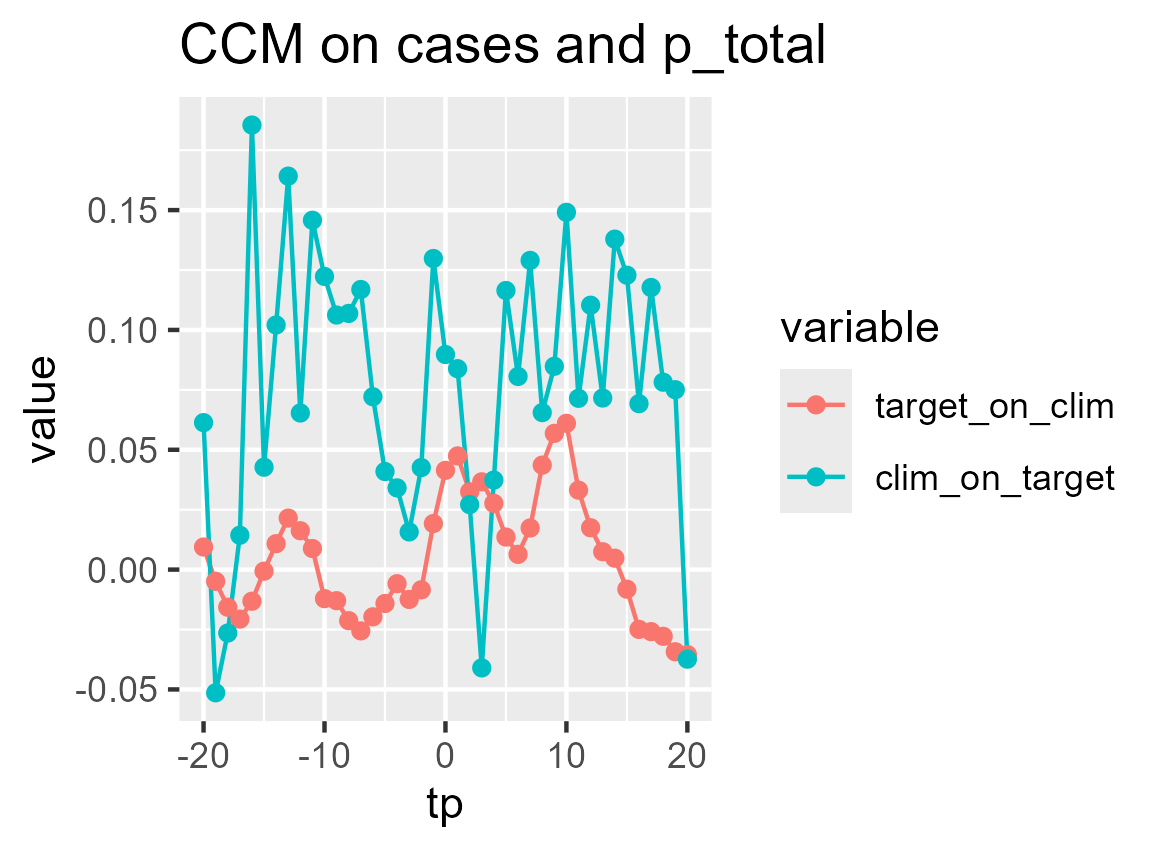 CCM on cases and p_total
value
0.15
0.10
0.05
0.00
-0.05
-20 -10 0 10 20
tp
variable
target_on_clim
clim_on_target